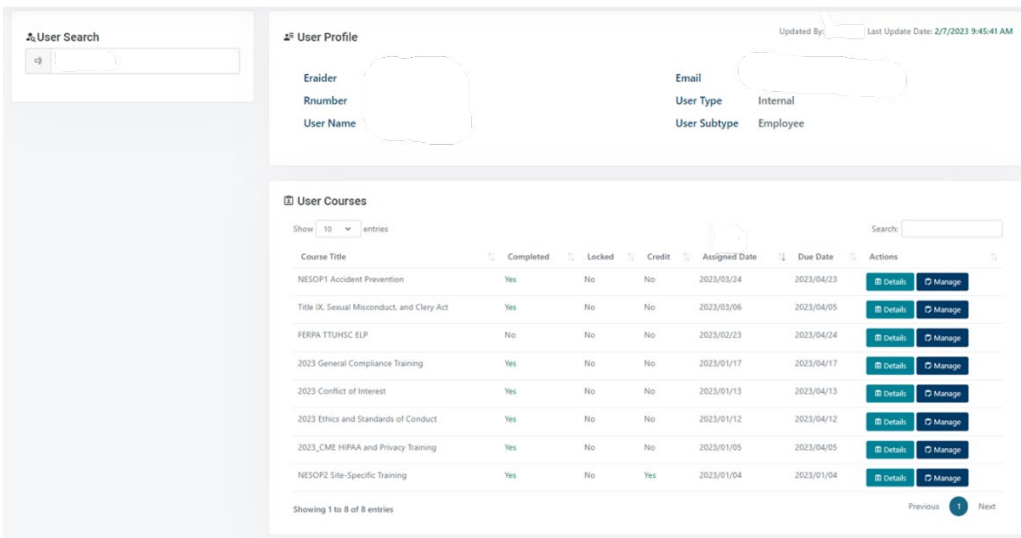 User Search
User Profile
Updated By: Last Update Date: 2/7/2023 9:45:41 AM
Eraider
Email
Rnumber
User Type Internal
User Name
User Subtype Employee
User Courses
Show 10 entries
Search:
Course Title Completed Locked Credit Assigned Date Due Date Actions
NESOP1 Accident Prevention Yes No No 2023/03/24 2023/04/23 Details Manage
Title IX, Sexual Misconduct, and Clery Act Yes No No 2023/03/06 2023/04/05 Details Manage
FERPA TTUHSC ELP No No No 2023/02/23 2023/04/24 Details Manage
2023 General Compliance Training Yes No No 2023/01/17 2023/04/17 Details Manage
2023 Conflict of Interest Yes No No 2023/01/13 2023/04/13 Details Manage
2023 Ethics and Standards of Conduct Yes No No 2023/01/12 2023/04/12 Details Manage
2023_CME HIPAA and Privacy Training Yes No No 2023/01/05 2023/04/05 Details Manage
NESOP2 Site-Specific Training Yes No Yes 2023/01/04 2023/01/04 Details Manage
Showing 1 to 8 of 8 entries
Previous 1 Next